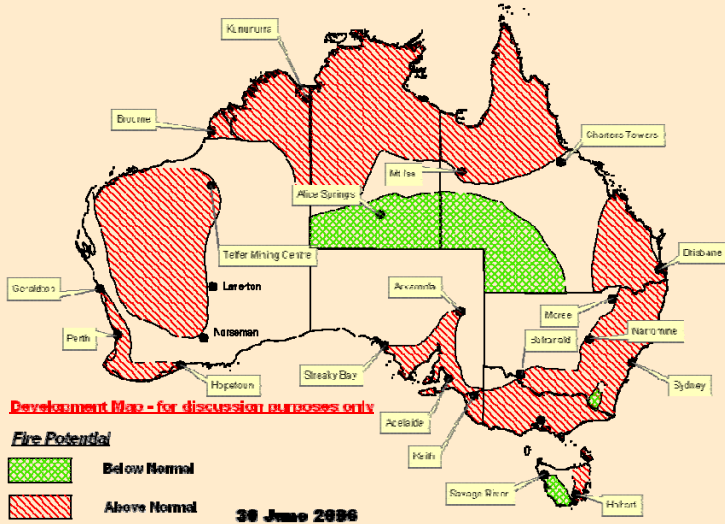 Kununurra
Broome
Charters Towers
Mt Isa
Alice Springs
Telfer Mining Centre
Brisbane
Geraldton
Laverton
Arkaroola
Moree
Norseman
Narromine
Perth
Balranald
Streaky Bay
Hopetoun
Sydney
Development Map - for discussion purposes only
Adelaide
Fire Potential
Keith
Below Normal
Savage River
Hobart
Above Normal
30 June 2006